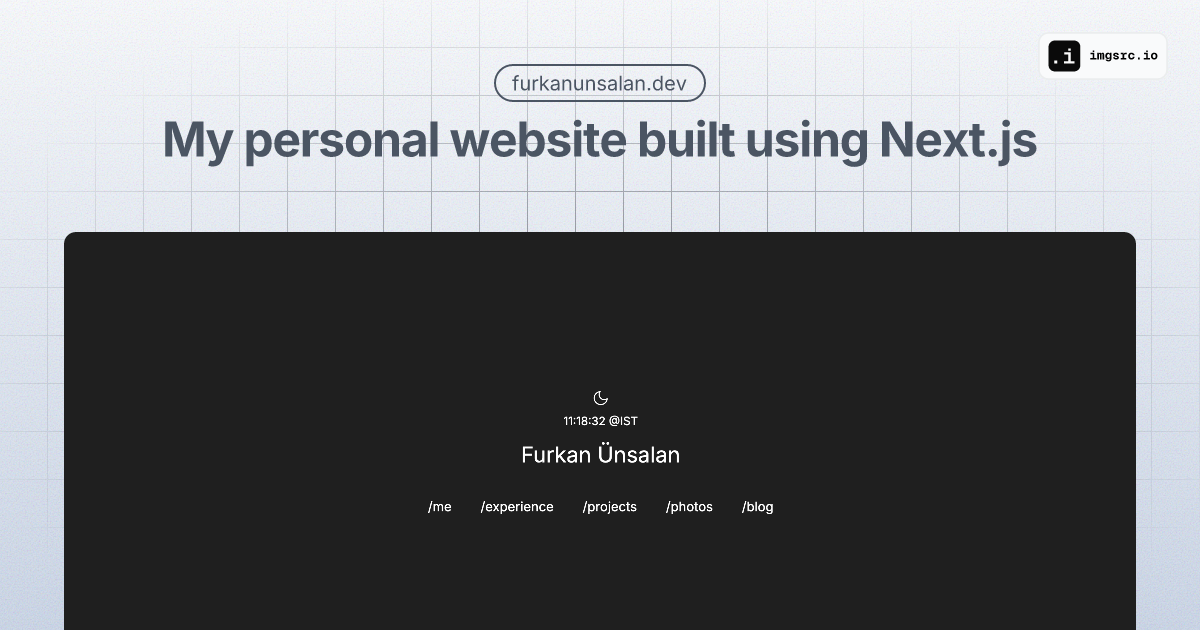 .i imgsrc.io
furkanunsalan.dev
My personal website built using Next.js
11:18:32 @IST
Furkan Ünsalan
/me /experience /projects /photos /blog